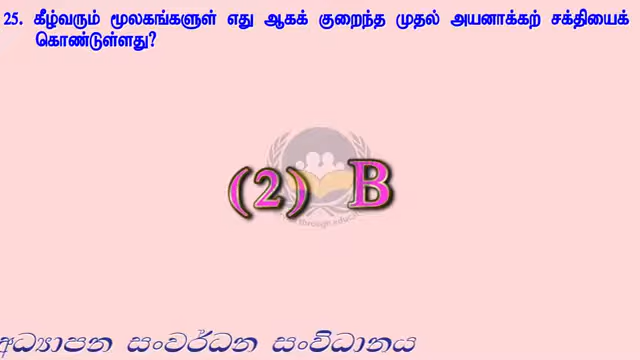 25. கீழ்வரும் மூலகங்களுள் எது ஆகக் குறைந்த முதல் அயனாக்கற் சக்தியைக்
கொண்டுள்ளது?
(2) B
අධ්‍යාපන සංවර්ධන සංවිධානය